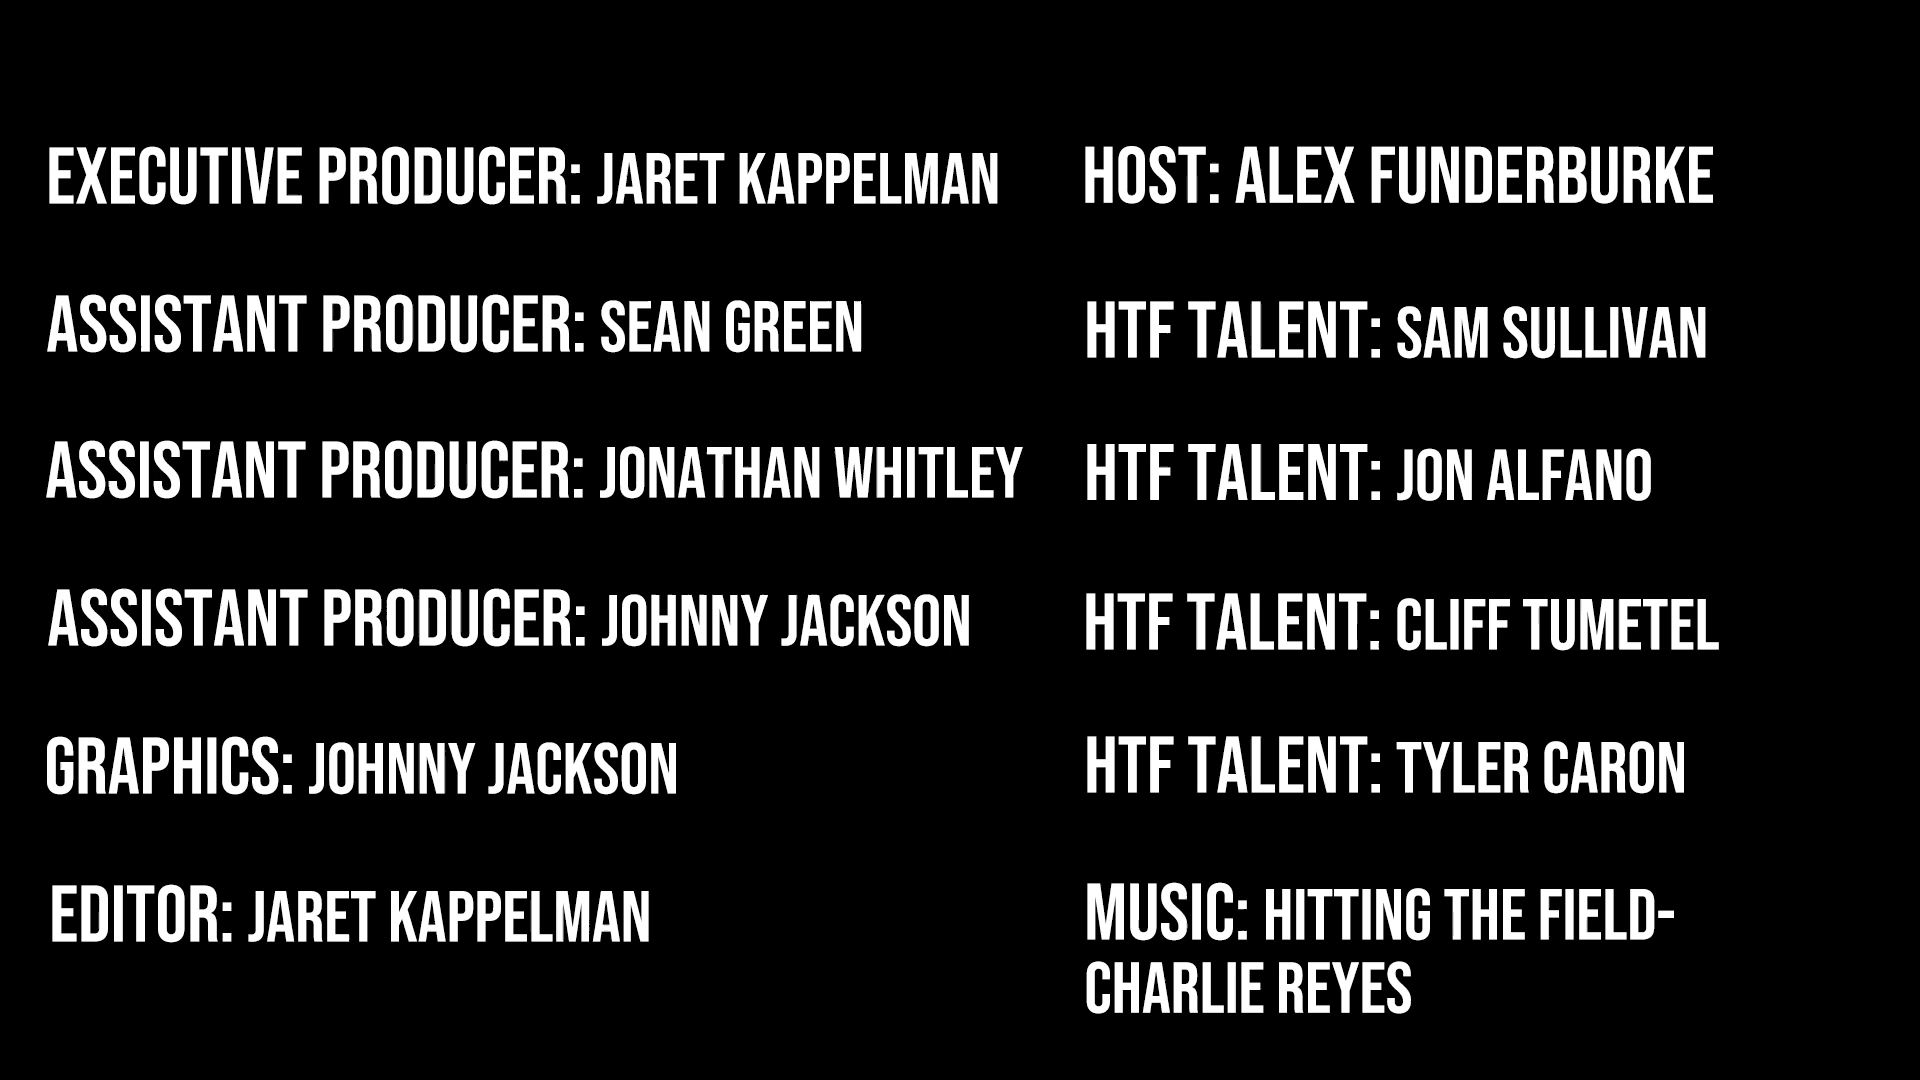 EXECUTIVE PRODUCER: JARET KAPPELMAN
ASSISTANT PRODUCER: SEAN GREEN
ASSISTANT PRODUCER: JONATHAN WHITLEY
ASSISTANT PRODUCER: JOHNNY JACKSON
GRAPHICS: JOHNNY JACKSON
EDITOR: JARET KAPPELMAN
HOST: ALEX FUNDERBURKE
HTF TALENT: SAM SULLIVAN
HTF TALENT: JON ALFANO
HTF TALENT: CLIFF TUMETEL
HTF TALENT: TYLER CARON
MUSIC: HITTING THE FIELD-
CHARLIE REYES